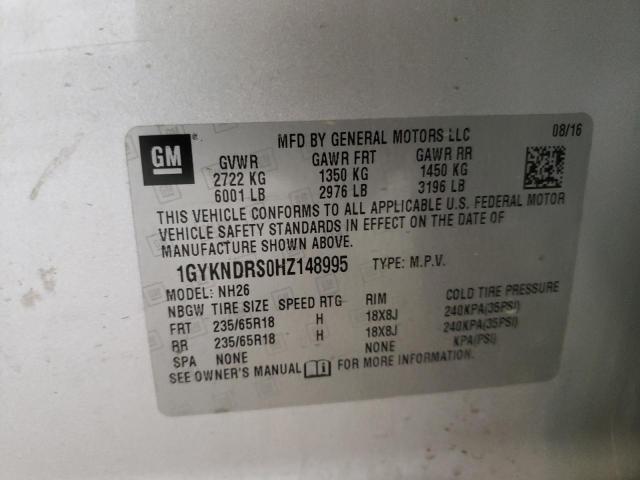 GM
MFD BY GENERAL MOTORS LLC 08/16
GVWR GAWR FRT GAWR RR
2722 KG 1350 KG 1450 KG
6001 LB 2976 LB 3196 LB
THIS VEHICLE CONFORMS TO ALL APPLICABLE U.S. FEDERAL MOTOR
VEHICLE SAFETY STANDARDS IN EFFECT ON THE DATE OF
MANUFACTURE SHOWN ABOVE.
1GYKNDRS0HZ148995 TYPE: M.P.V.
MODEL: NH26
NBGW TIRE SIZE SPEED RTG RIM COLD TIRE PRESSURE
FRT 235/65R18 H 18X8J 240KPA(35PSI)
RR 235/65R18 H 18X8J 240KPA(35PSI)
SPA NONE NONE KPA(PSI)
SEE OWNER'S MANUAL FOR MORE INFORMATION.